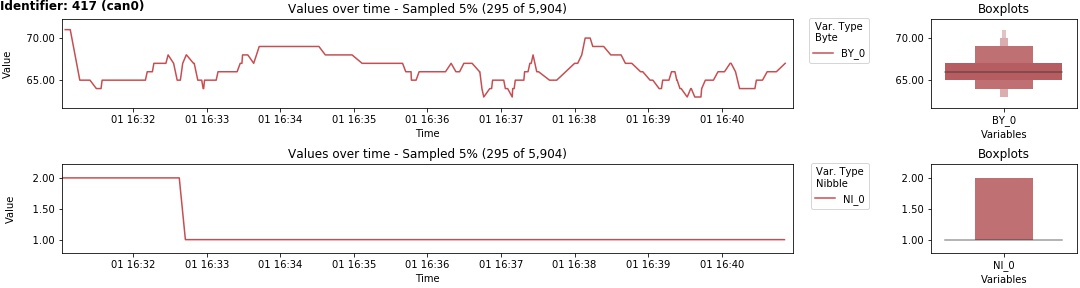 Identifier: 417 (can0)
Values over time - Sampled 5% (295 of 5,904)
Value
70.00
65.00
01 16:32 01 16:33 01 16:34 01 16:35 01 16:36 01 16:37 01 16:38 01 16:39 01 16:40
Time
Var. Type
Byte
BY_0
Boxplots
70.00
65.00
BY_0
Variables
Values over time - Sampled 5% (295 of 5,904)
Value
2.00
1.50
1.00
01 16:32 01 16:33 01 16:34 01 16:35 01 16:36 01 16:37 01 16:38 01 16:39 01 16:40
Time
Var. Type
Nibble
NI_0
Boxplots
2.00
1.50
1.00
NI_0
Variables